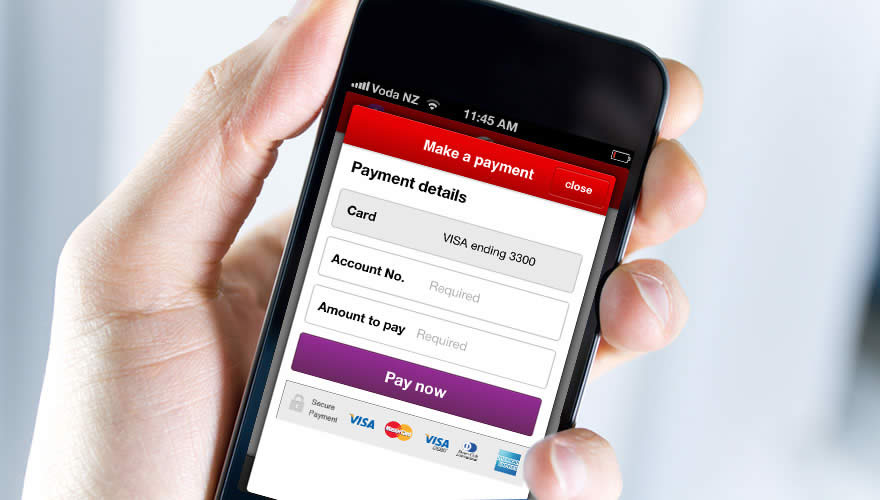 Voda NZ
11:45 AM
Make a payment
close
Payment details
Card VISA ending 3300
Account No. Required
Amount to pay Required
Pay now
Secure
Payment
VISA
MasterCard
VISA
DEBIT
Diners Club
International
AMERICAN
EXPRESS